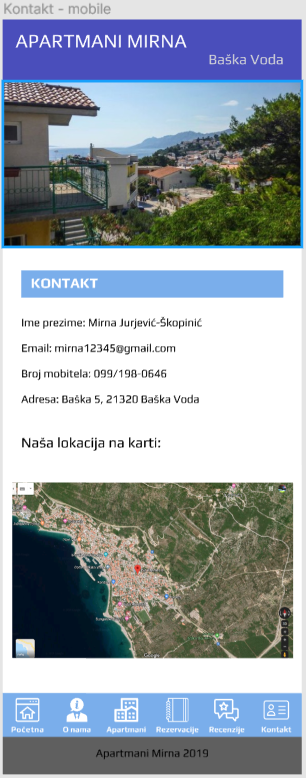 Kontakt - mobile
APARTMANI MIRNA
Baška Voda
KONTAKT
Ime prezime: Mirna Jurjević-Škopinić
Email: mirna12345@gmail.com
Broj mobitela: 099/198-0646
Adresa: Baška 5, 21320 Baška Voda
Naša lokacija na karti:
Google
Početna O nama Apartmani Rezervacije Recenzije Kontakt
Apartmani Mirna 2019